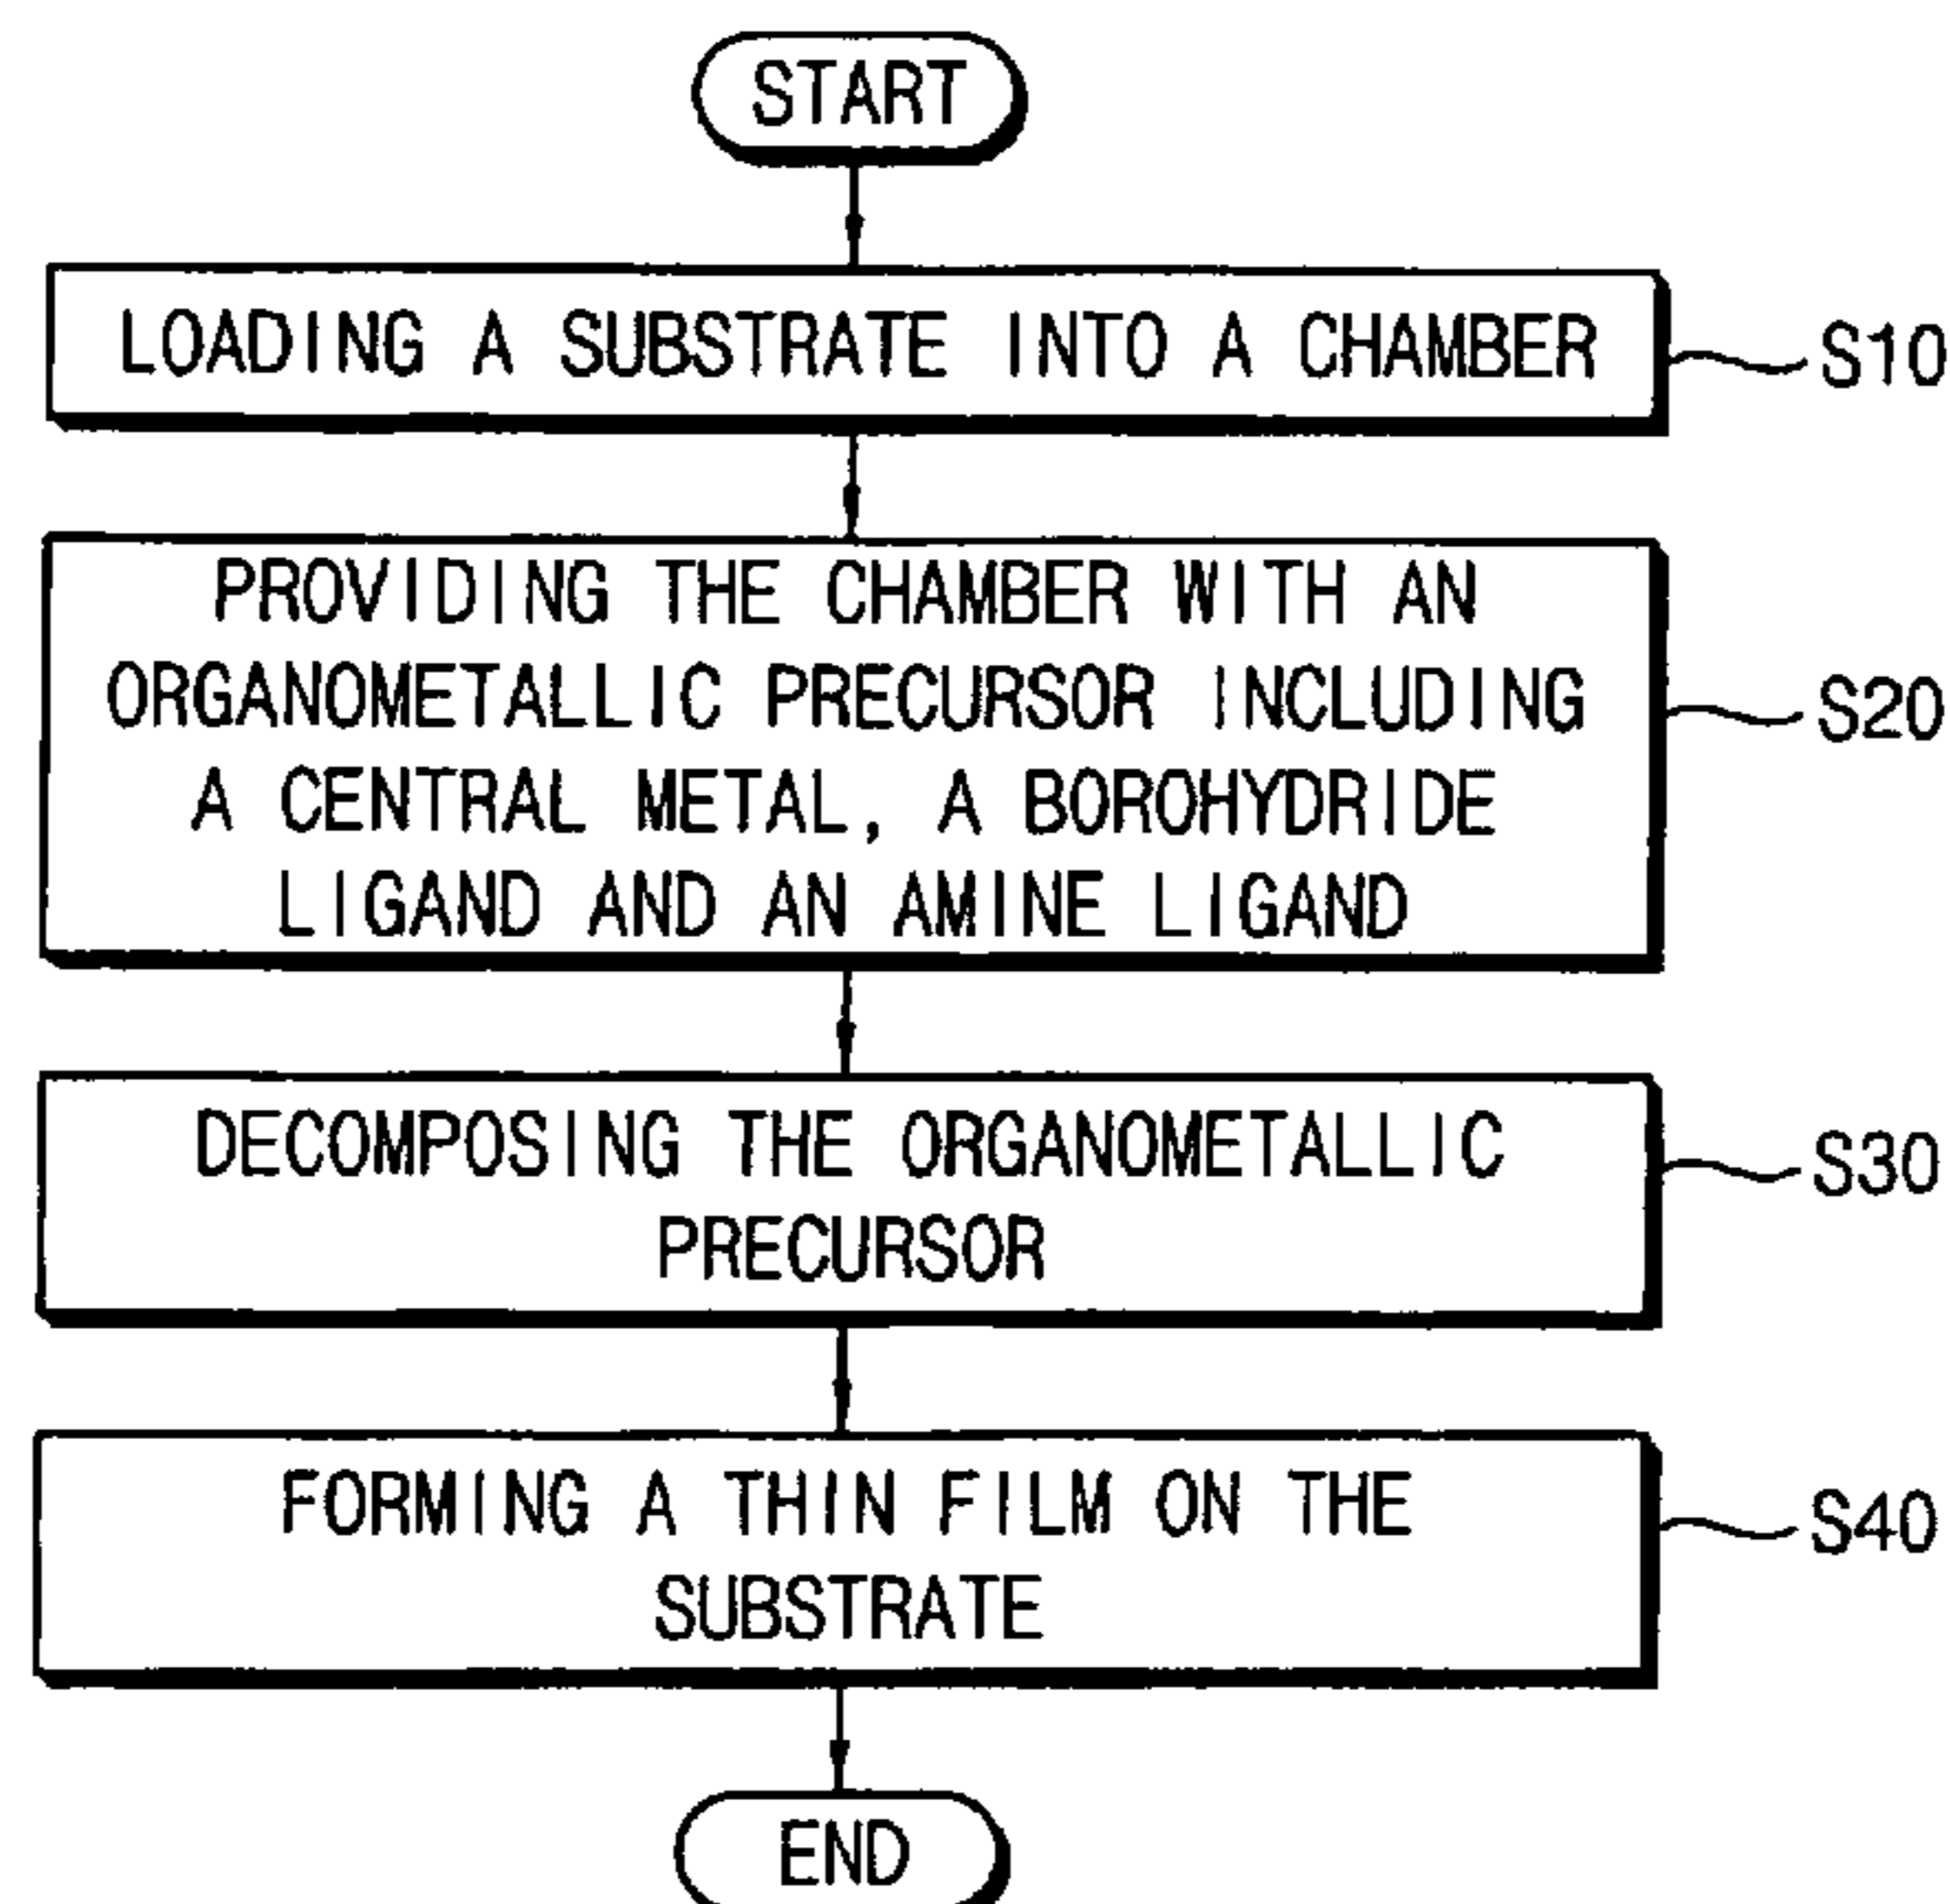 START
LOADING A SUBSTRATE INTO A CHAMBER
S10
PROVIDING THE CHAMBER WITH AN
ORGANOMETALLIC PRECURSOR INCLUDING
A CENTRAL METAL, A BOROHYDRIDE
LIGAND AND AN AMINE LIGAND
S20
DECOMPOSING THE ORGANOMETALLIC
PRECURSOR
S30
FORMING A THIN FILM ON THE
SUBSTRATE
S40
END